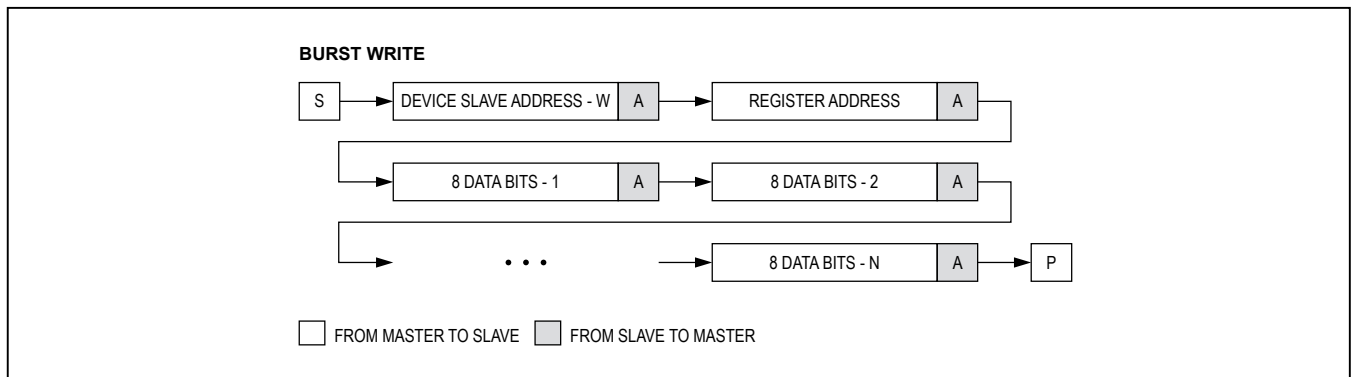 BURST WRITE
S DEVICE SLAVE ADDRESS - W A REGISTER ADDRESS A
8 DATA BITS - 1 A 8 DATA BITS - 2 A
• • • 8 DATA BITS - N A P
FROM MASTER TO SLAVE FROM SLAVE TO MASTER